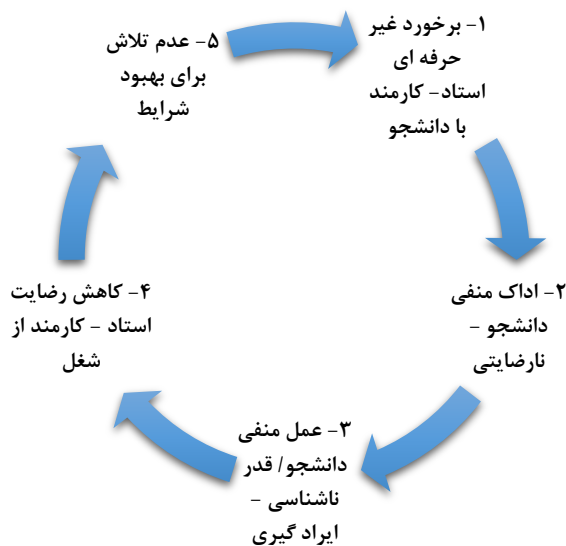 ۱- برخورد غیر
حرفه ای
استاد- کارمند
با دانشجو
۲- اداک منفی
دانشجو -
نارضایتی
۳- عمل منفی
دانشجو/ قدر
ناشناسی -
ایراد گیری
۴- کاهش رضایت
استاد - کارمند از
شغل
۵- عدم تلاش
برای بهبود
شرایط